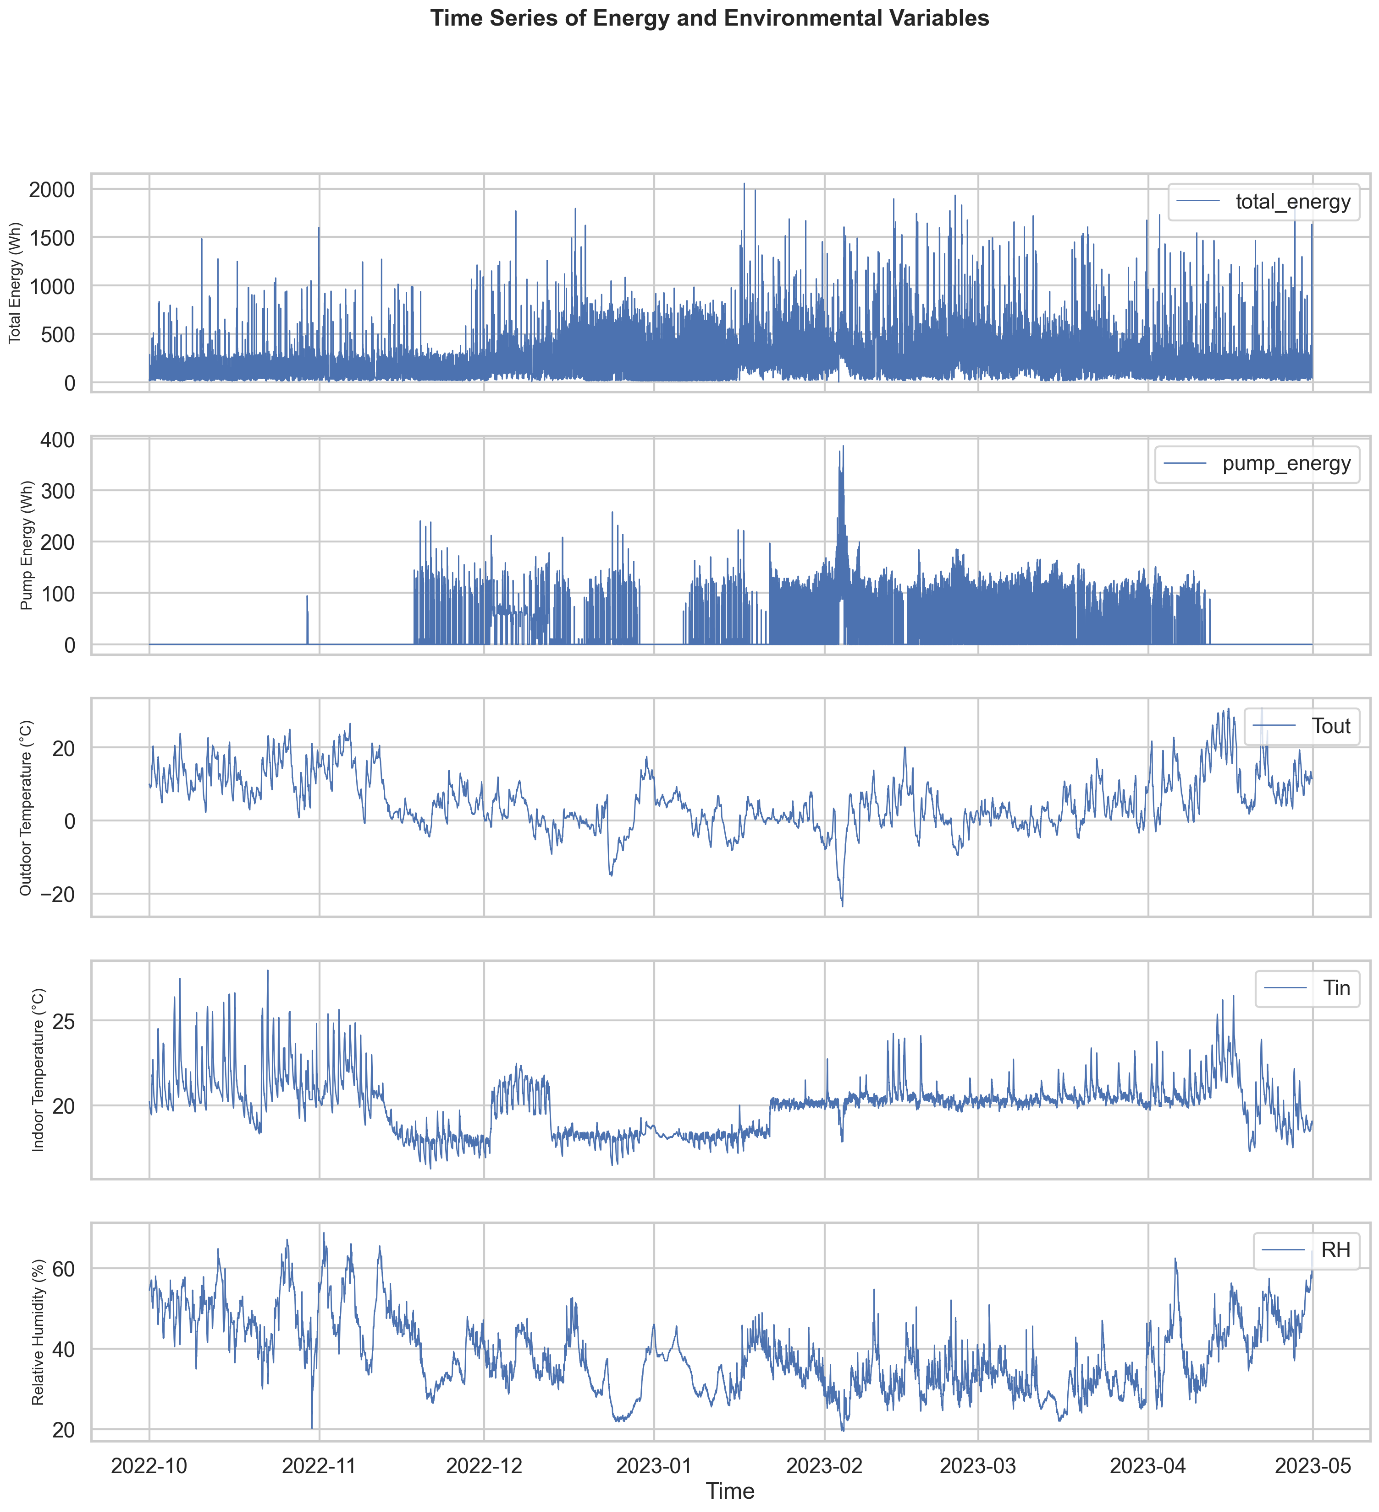 Time Series of Energy and Environmental Variables
Total Energy (Wh)
2000
1500
1000
500
0
total_energy
Pump Energy (Wh)
400
300
200
100
0
pump_energy
Outdoor Temperature (°C)
20
0
−20
Tout
Indoor Temperature (°C)
25
20
Tin
Relative Humidity (%)
60
40
20
RH
2022-10 2022-11 2022-12 2023-01 2023-02 2023-03 2023-04 2023-05
Time